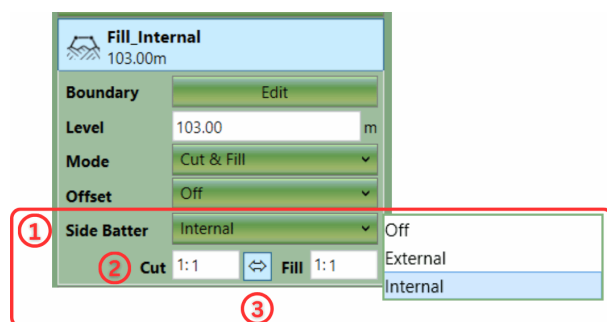 Fill_Internal
103.00m
Boundary Edit
Level 103.00 m
Mode Cut & Fill
Offset Off
① Side Batter Internal Off
External
Internal
② Cut 1:1 ⇔ Fill 1:1
③